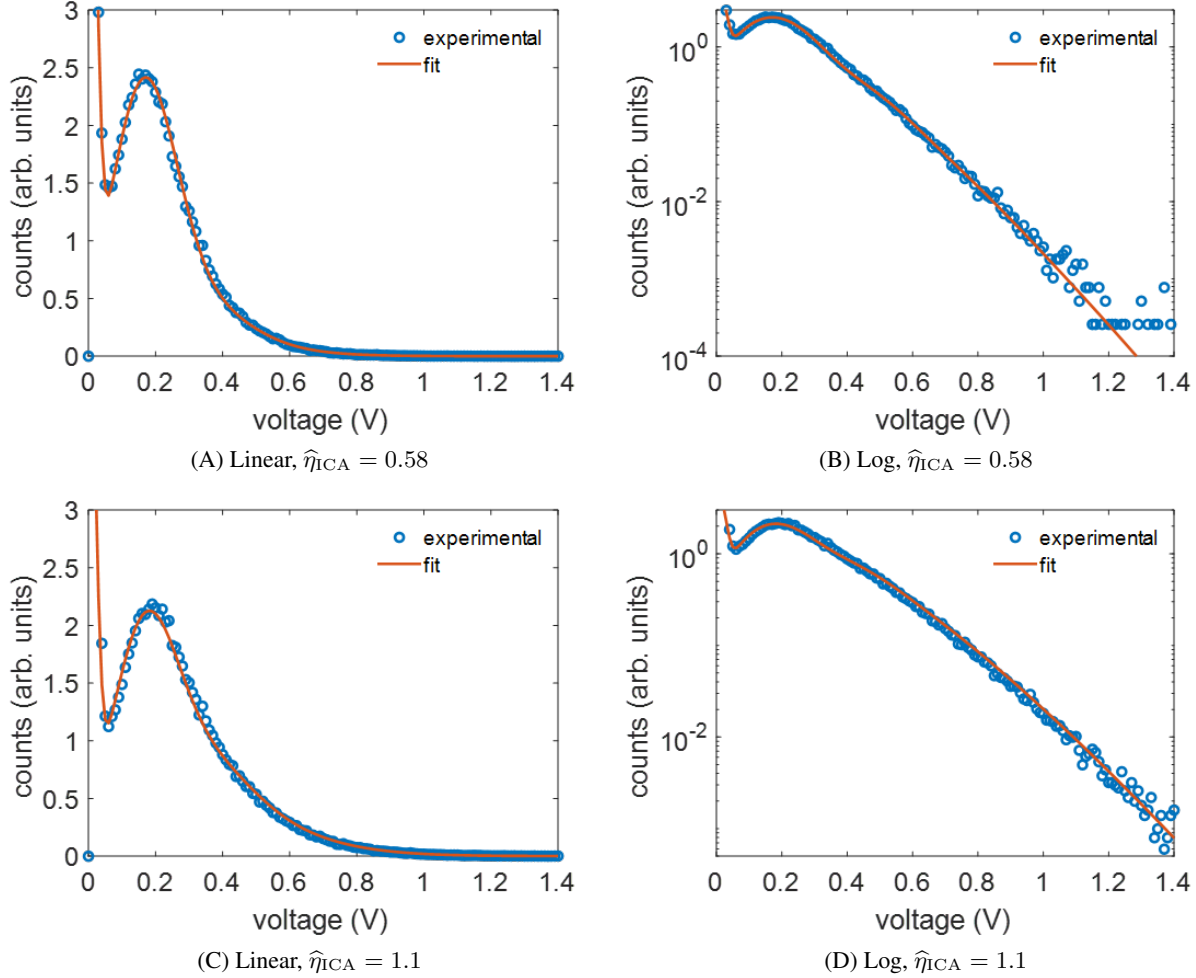 3
2.5
2
1.5
1
0.5
0
counts (arb. units)
experimental
fit
0 0.2 0.4 0.6 0.8 1 1.2 1.4
voltage (V)
(A) Linear, η̂ICA = 0.58
10^0
10^-2
10^-4
counts (arb. units)
experimental
fit
0 0.2 0.4 0.6 0.8 1 1.2 1.4
voltage (V)
(B) Log, η̂ICA = 0.58
3
2.5
2
1.5
1
0.5
0
counts (arb. units)
experimental
fit
0 0.2 0.4 0.6 0.8 1 1.2 1.4
voltage (V)
(C) Linear, η̂ICA = 1.1
10^0
10^-2
counts (arb. units)
experimental
fit
0 0.2 0.4 0.6 0.8 1 1.2 1.4
voltage (V)
(D) Log, η̂ICA = 1.1